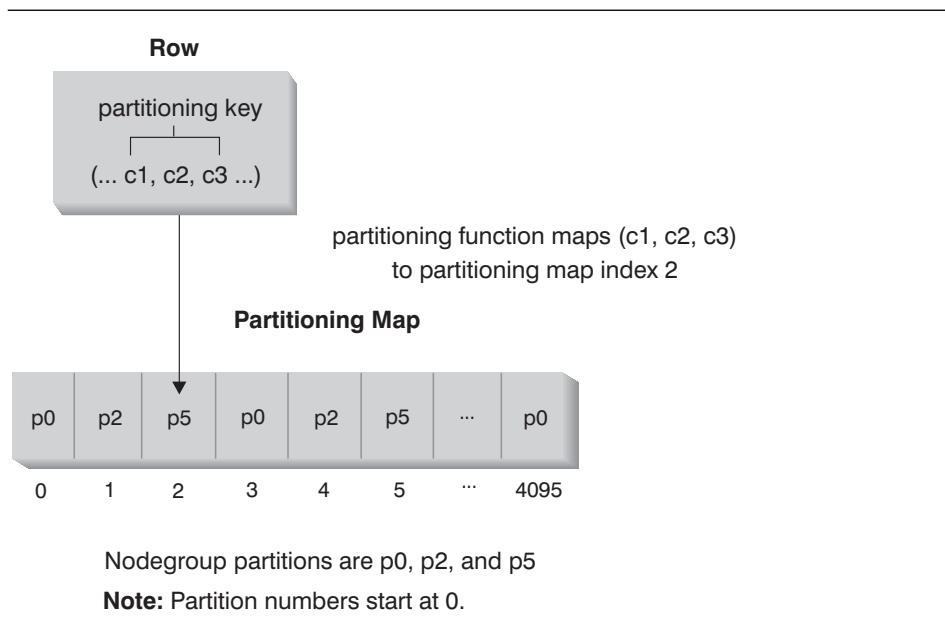 Row
partitioning key
(... c1, c2, c3 ...)
partitioning function maps (c1, c2, c3)
to partitioning map index 2
Partitioning Map
p0 p2 p5 p0 p2 p5 ... p0
0 1 2 3 4 5 ... 4095
Nodegroup partitions are p0, p2, and p5
Note: Partition numbers start at 0.